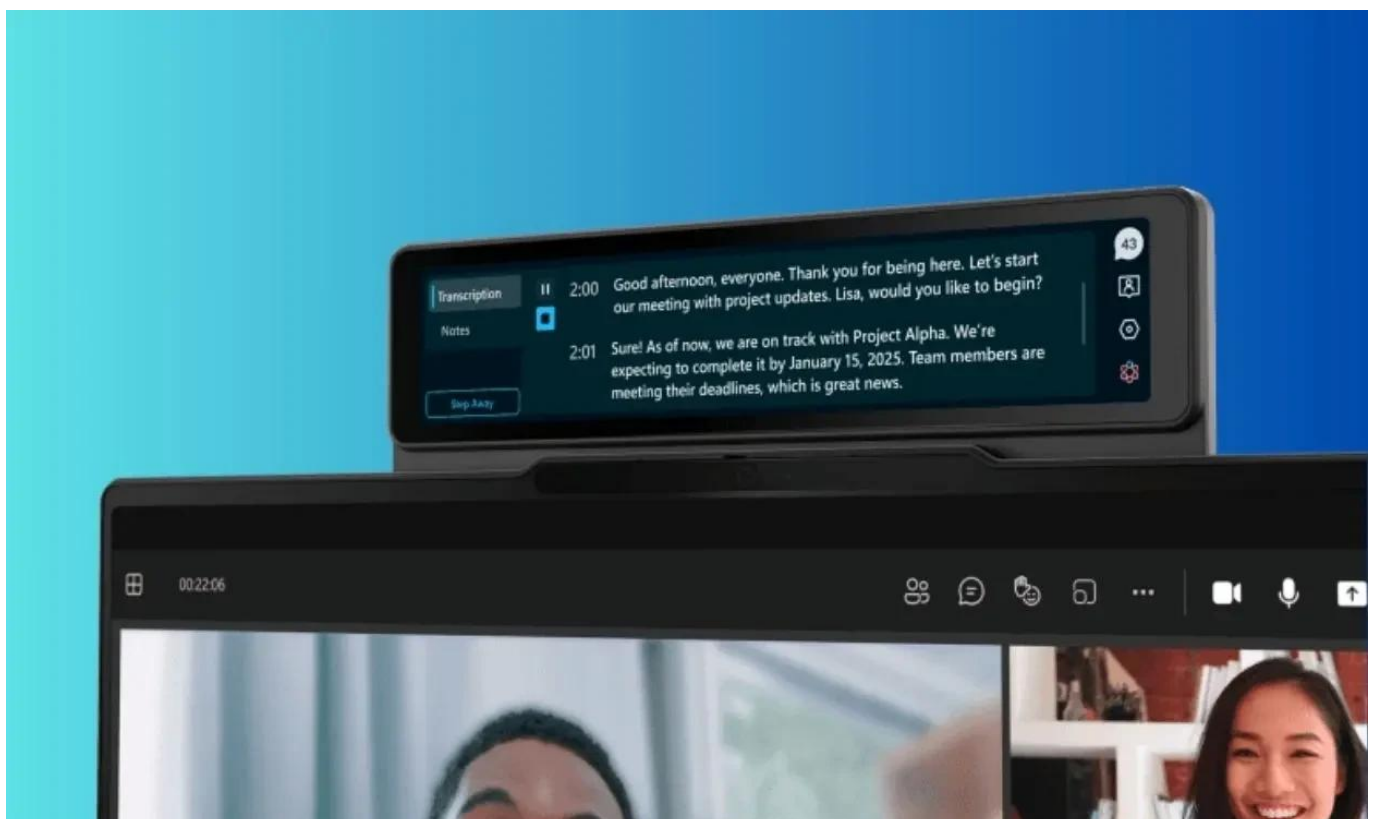 43
Transcription
Notes
Step Away
2:00 Good afternoon, everyone. Thank you for being here. Let's start
our meeting with project updates. Lisa, would you like to begin?
2:01 Sure! As of now, we are on track with Project Alpha. We're
expecting to complete it by January 15, 2025. Team members are
meeting their deadlines, which is great news.
00:22:06